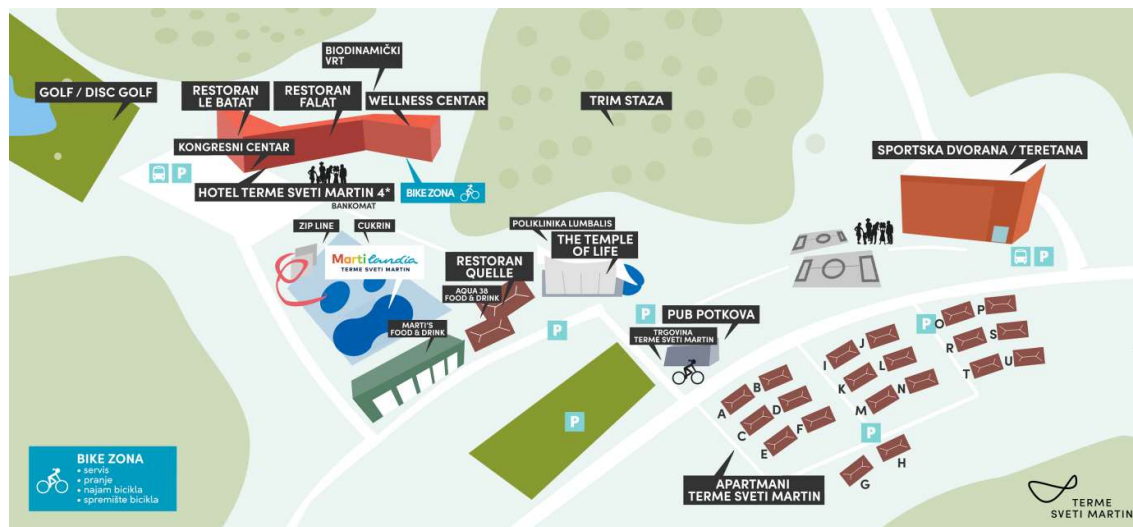 BIODINAMIČKI
VRT
GOLF / DISC GOLF
RESTORAN
LE BATAT
RESTORAN
FALAT
WELLNESS CENTAR
TRIM STAZA
KONGRESNI CENTAR
SPORTSKA DVORANA / TERETANA
P
HOTEL TERME SVETI MARTIN 4*
BANKOMAT
BIKE ZONA
ZIP LINE
CUKRIN
POLIKLINIKA LUMBALIS
THE TEMPLE
OF LIFE
Martilandia
TERME SVETI MARTIN
RESTORAN
QUELLE
AQUA 38
FOOD & DRINK
P
MARTI'S
FOOD & DRINK
P
P
PUB POTKOVA
TRGOVINA
TERME SVETI MARTIN
P
O
P
J
I
R
S
L
K
T
U
N
M
B
A
D
C
F
E
P
P
H
G
APARTMANI
TERME SVETI MARTIN
BIKE ZONA
• servis
• pranje
• najam bicikla
• spremište bicikla
TERME
SVETI MARTIN